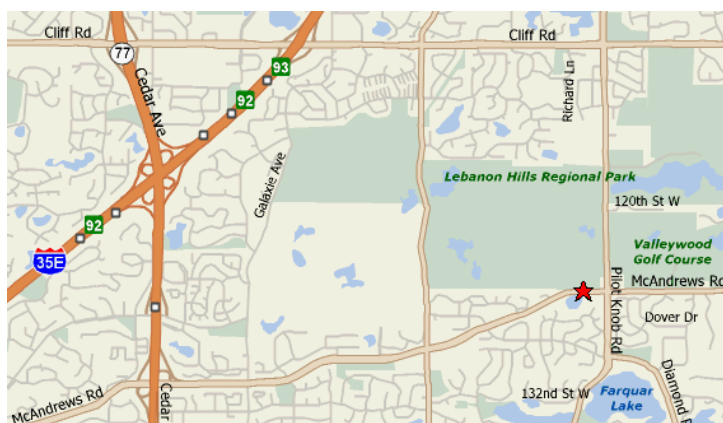 Cliff Rd
Cliff Rd
77
93
Cedar Ave
92
Richard Ln
Galaxie Ave
Lebanon Hills Regional Park
120th St W
92
35E
Valleywood
Golf Course
McAndrews Rd
Pilot Knob Rd
Dover Dr
McAndrews Rd
Cedar
132nd St W
Farquar
Lake
Diamond